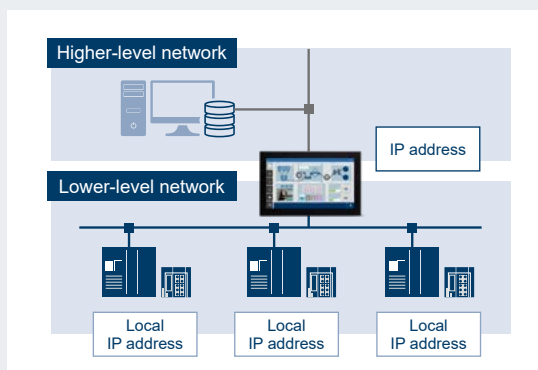 Higher-level network
IP address
Lower-level network
Local
IP address
Local
IP address
Local
IP address